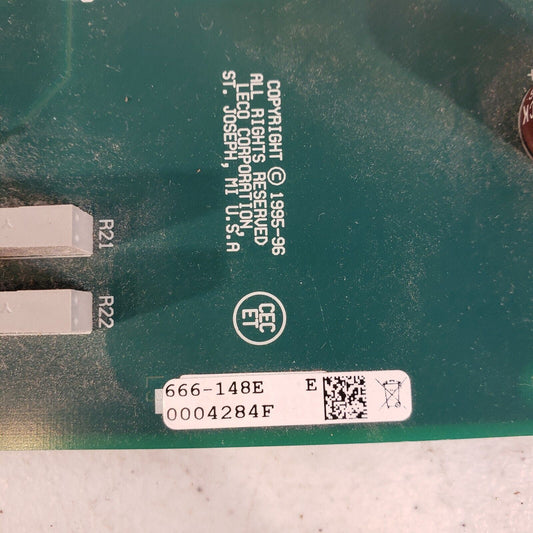 COPYRIGHT © 1995-96
ALL RIGHTS RESERVED
LECO CORPORATION,
ST. JOSEPH, MI U.S.A
R21
R22
CEC
ET
666-148E E
0004284F